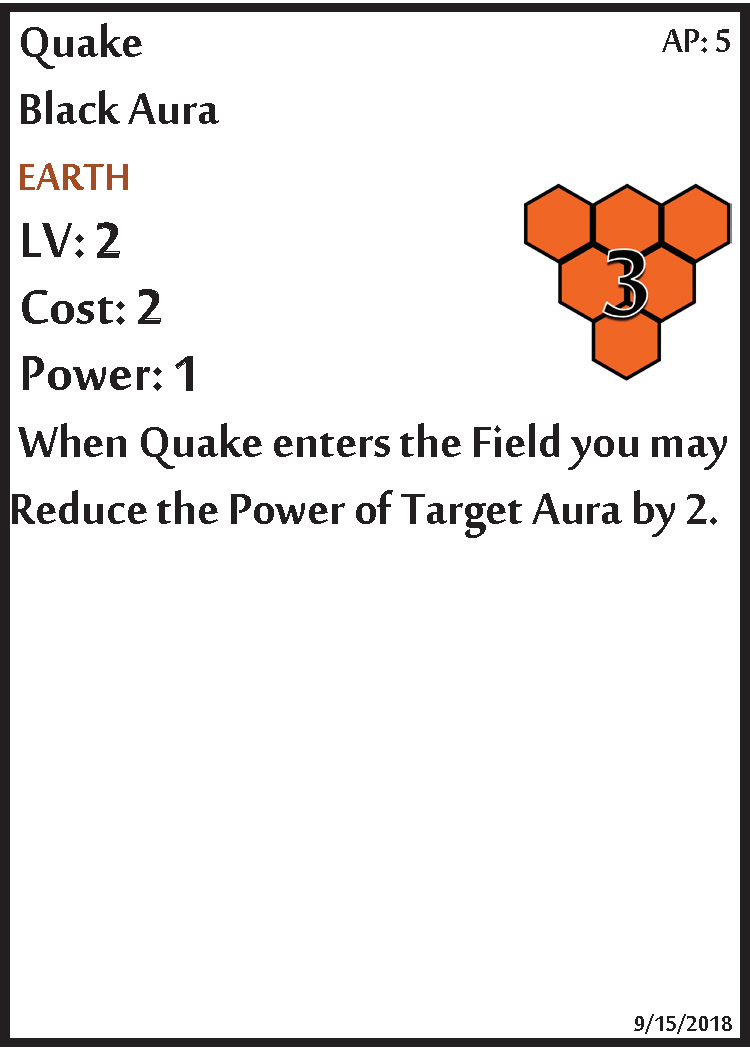 Quake
AP: 5
Black Aura
EARTH
LV: 2
3
Cost: 2
Power: 1
When Quake enters the Field you may
Reduce the Power of Target Aura by 2.
9/15/2018